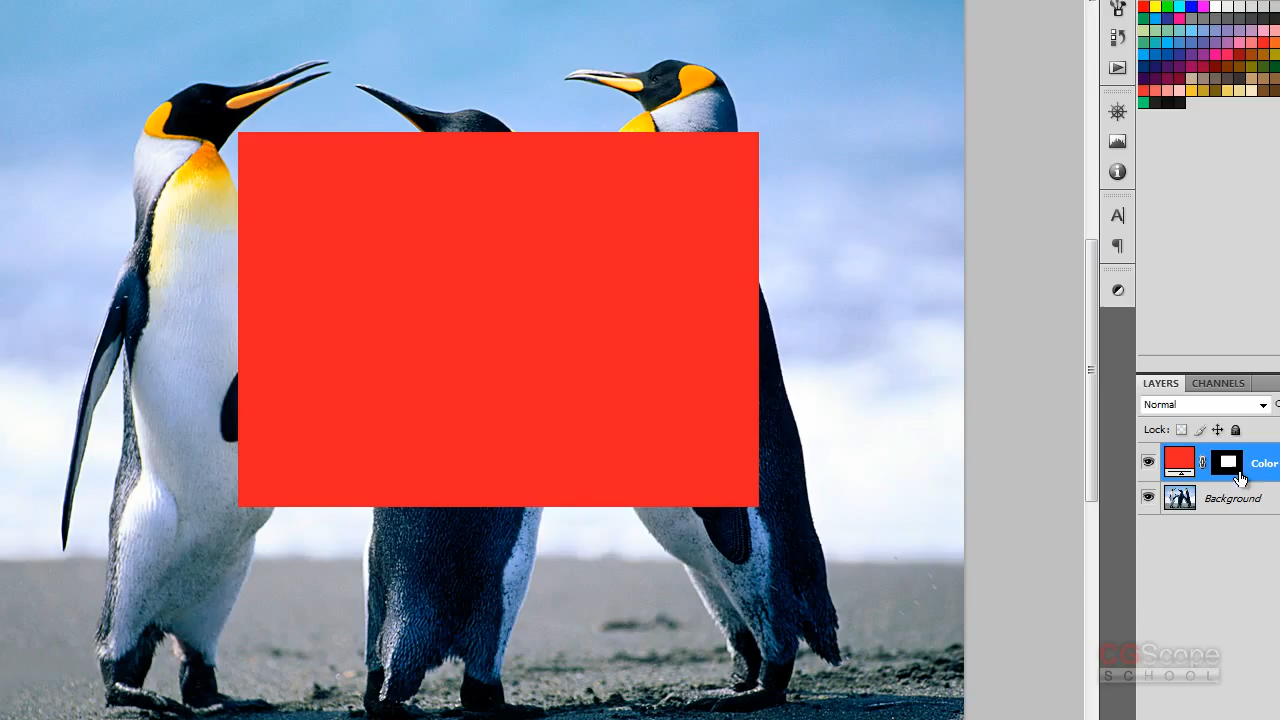 LAYERS CHANNELS
Normal
Lock:
Color
Background
CGScope
SCHOOL